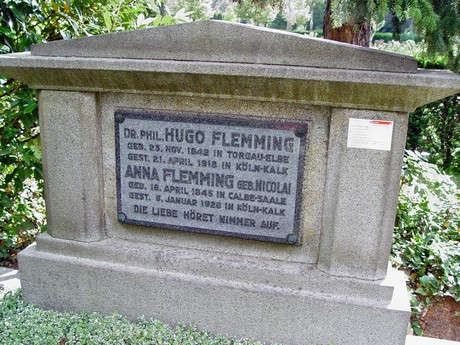 DR. PHIL. HUGO FLEMMING
GEB. 23. NOV. 1842 IN TORGAU-ELBE
GEST. 21. APRIL 1918 IN KÖLN-KALK
ANNA FLEMMING GEB. NICOLAI
GEB. 16. APRIL 1845 IN CALBE-SAALE
GEST. 5. JANUAR 1928 IN KÖLN-KALK
DIE LIEBE HÖRET NIMMER AUF.